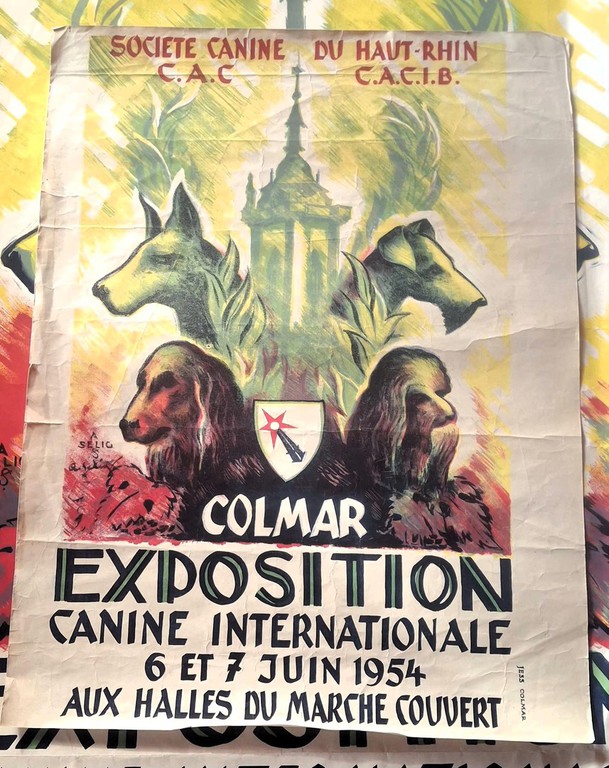 SOCIETE CANINE DU HAUT-RHIN
C.A.C C.A.C.I.B.
A
SELIG
COLMAR
EXPOSITION
CANINE INTERNATIONALE
6 ET 7 JUIN 1954
AUX HALLES DU MARCHE COUVERT
JESS COLMAR
EXPOSITION